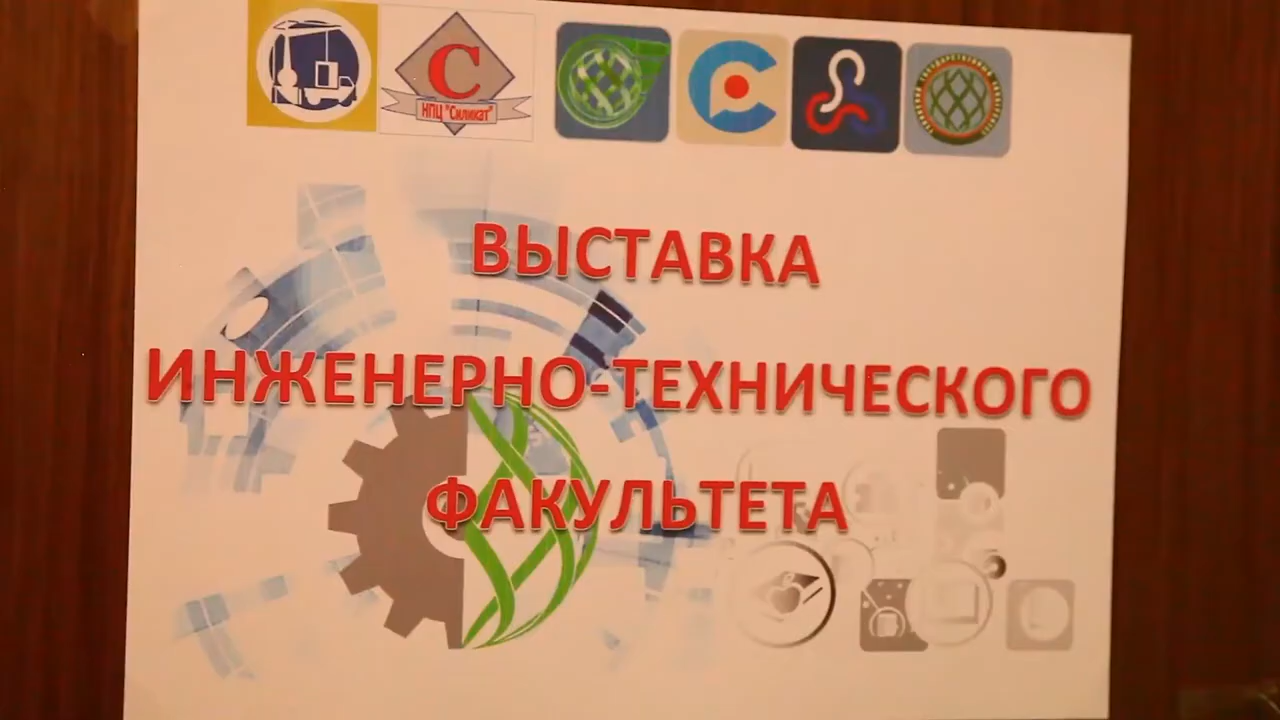 С
НПЦ "Силикат"
ВЫСТАВКА
ИНЖЕНЕРНО-ТЕХНИЧЕСКОГО
ФАКУЛЬТЕТА